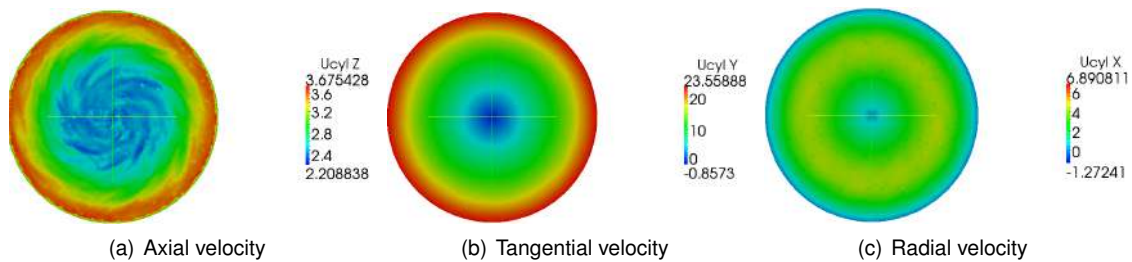 Ucyl Z
3.675428
3.6
3.2
2.8
2.4
2.208838
Ucyl Y
23.55888
20
10
0
-0.8573
Ucyl X
6.890811
6
4
2
0
-1.27241
(a) Axial velocity
(b) Tangential velocity
(c) Radial velocity